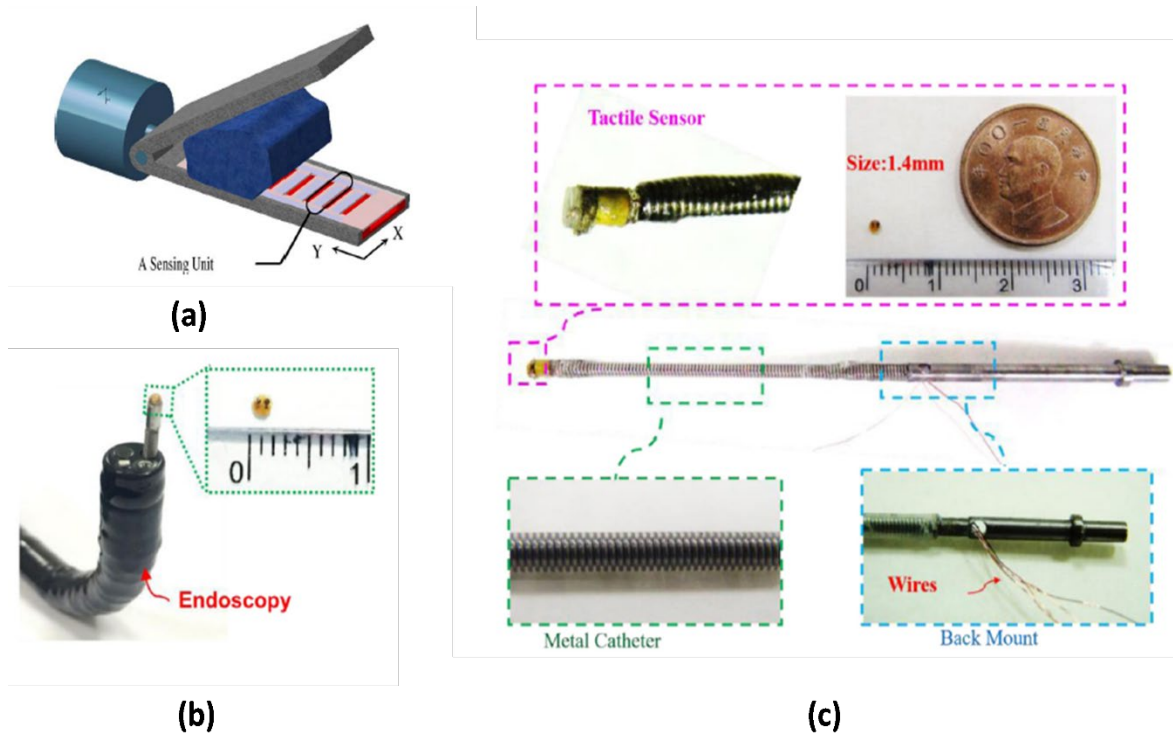 A Sensing Unit
Y
X
(a)
0
1
Endoscopy
(b)
Tactile Sensor
Size:1.4mm
0
1
2
3
Metal Catheter
Wires
Back Mount
(c)